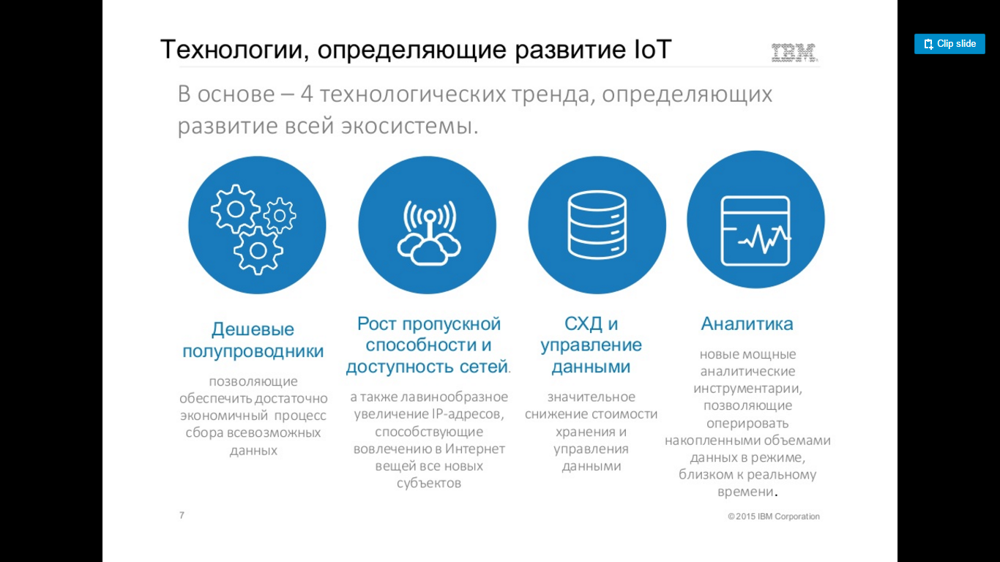 Технологии, определяющие развитие IoT
IBM
Clip slide
В основе – 4 технологических тренда, определяющих
развитие всей экосистемы.
Дешевые
полупроводники
позволяющие
обеспечить достаточно
экономичный процесс
сбора всевозможных
данных
Рост пропускной
способности и
доступность сетей.
а также лавинообразное
увеличение IP-адресов,
способствующие
вовлечению в Интернет
вещей все новых
субъектов
СХД и
управление
данными
значительное
снижение стоимости
хранения и
управления
данными
Аналитика
новые мощные
аналитические
инструментарии,
позволяющие
оперировать
накопленными объемами
данных в режиме,
близком к реальному
времени.
7
© 2015 IBM Corporation